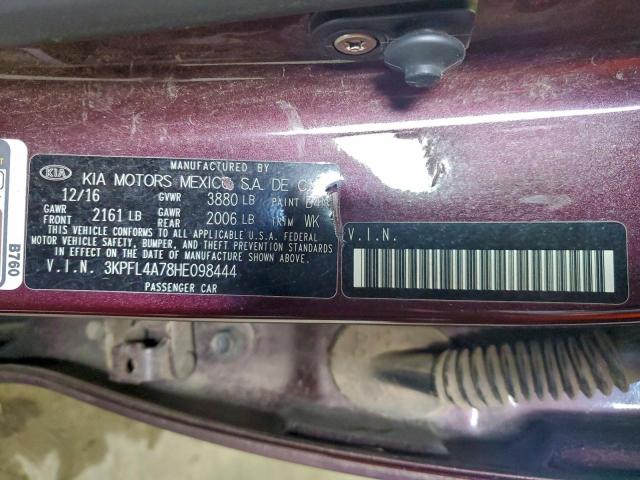 MANUFACTURED BY
KIA KIA MOTORS MEXICO S.A. DE C
12/16 GVWR 3880 LB PAINT
GAWR FRONT 2161 LB GAWR REAR 2006 LB TRIM WK
THIS VEHICLE CONFORMS TO ALL APPLICABLE U.S.A. FEDERAL
MOTOR VEHICLE SAFETY, BUMPER, AND THEFT PREVENTION STANDARDS
IN EFFECT ON THE DATE OF MANUFACTURE SHOWN ABOVE.
V.I.N. 3KPFL4A78HE098444
PASSENGER CAR
V.I.N.
B760